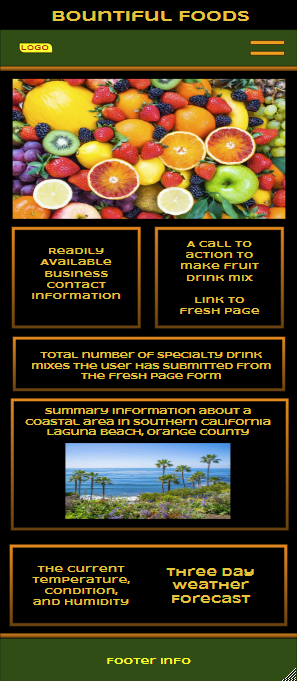 Bountiful Foods
LOGO
Readily
Available
Business
Contact
Information
A call to
action to
make fruit
drink mix
Link to
Fresh Page
Total number of specialty drink
mixes the user has submitted from
the Fresh page form
Summary information about a
coastal area in Southern California
Laguna Beach, Orange County
The current
temperature,
condition,
and humidity
Three day
weather
forecast
Footer info